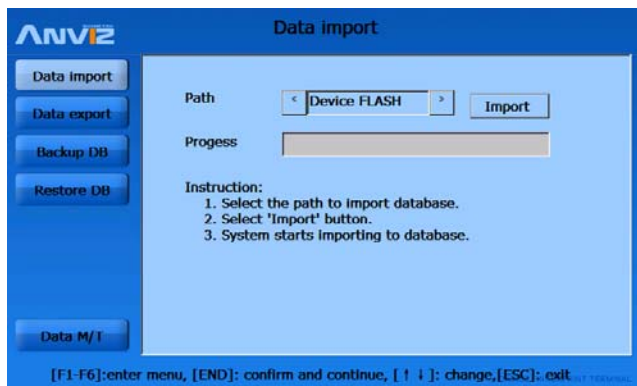 ANVIZ
Data import
Data import
Data export
Backup DB
Restore DB
Data M/T
Path < Device FLASH > Import
Progess
Instruction:
1. Select the path to import database.
2. Select 'Import' button.
3. System starts importing to database.
[F1-F6]:enter menu, [END]: confirm and continue, [ ↑ ↓ ]: change,[ESC]: exit